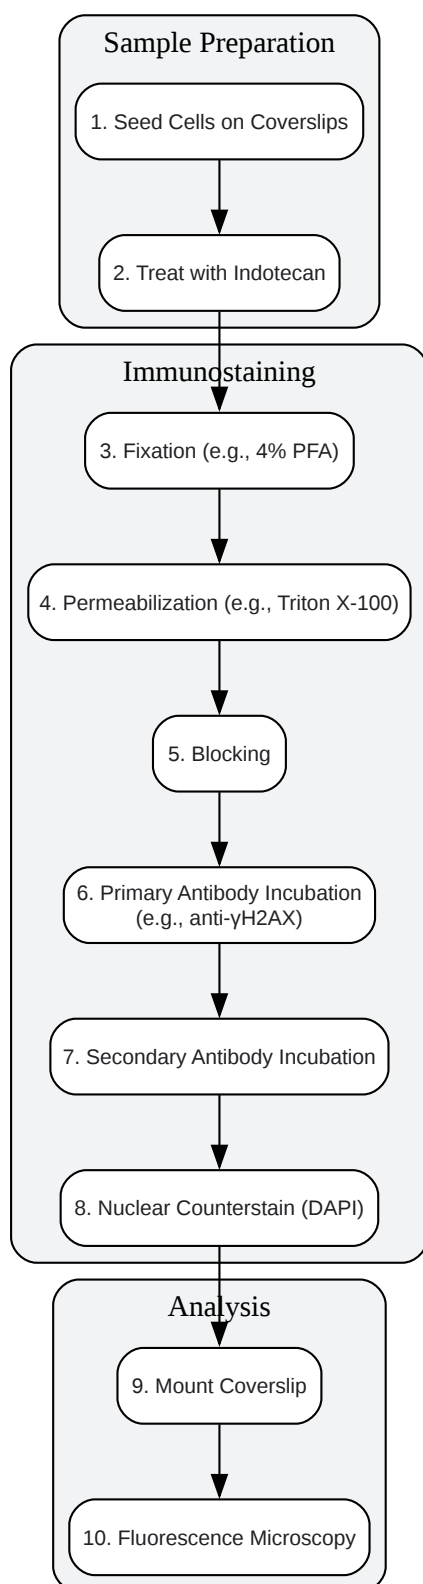 Sample Preparation
1. Seed Cells on Coverslips
2. Treat with Indotecan
Immunostaining
3. Fixation (e.g., 4% PFA)
4. Permeabilization (e.g., Triton X-100)
5. Blocking
6. Primary Antibody Incubation
(e.g., anti-γH2AX)
7. Secondary Antibody Incubation
8. Nuclear Counterstain (DAPI)
Analysis
9. Mount Coverslip
10. Fluorescence Microscopy